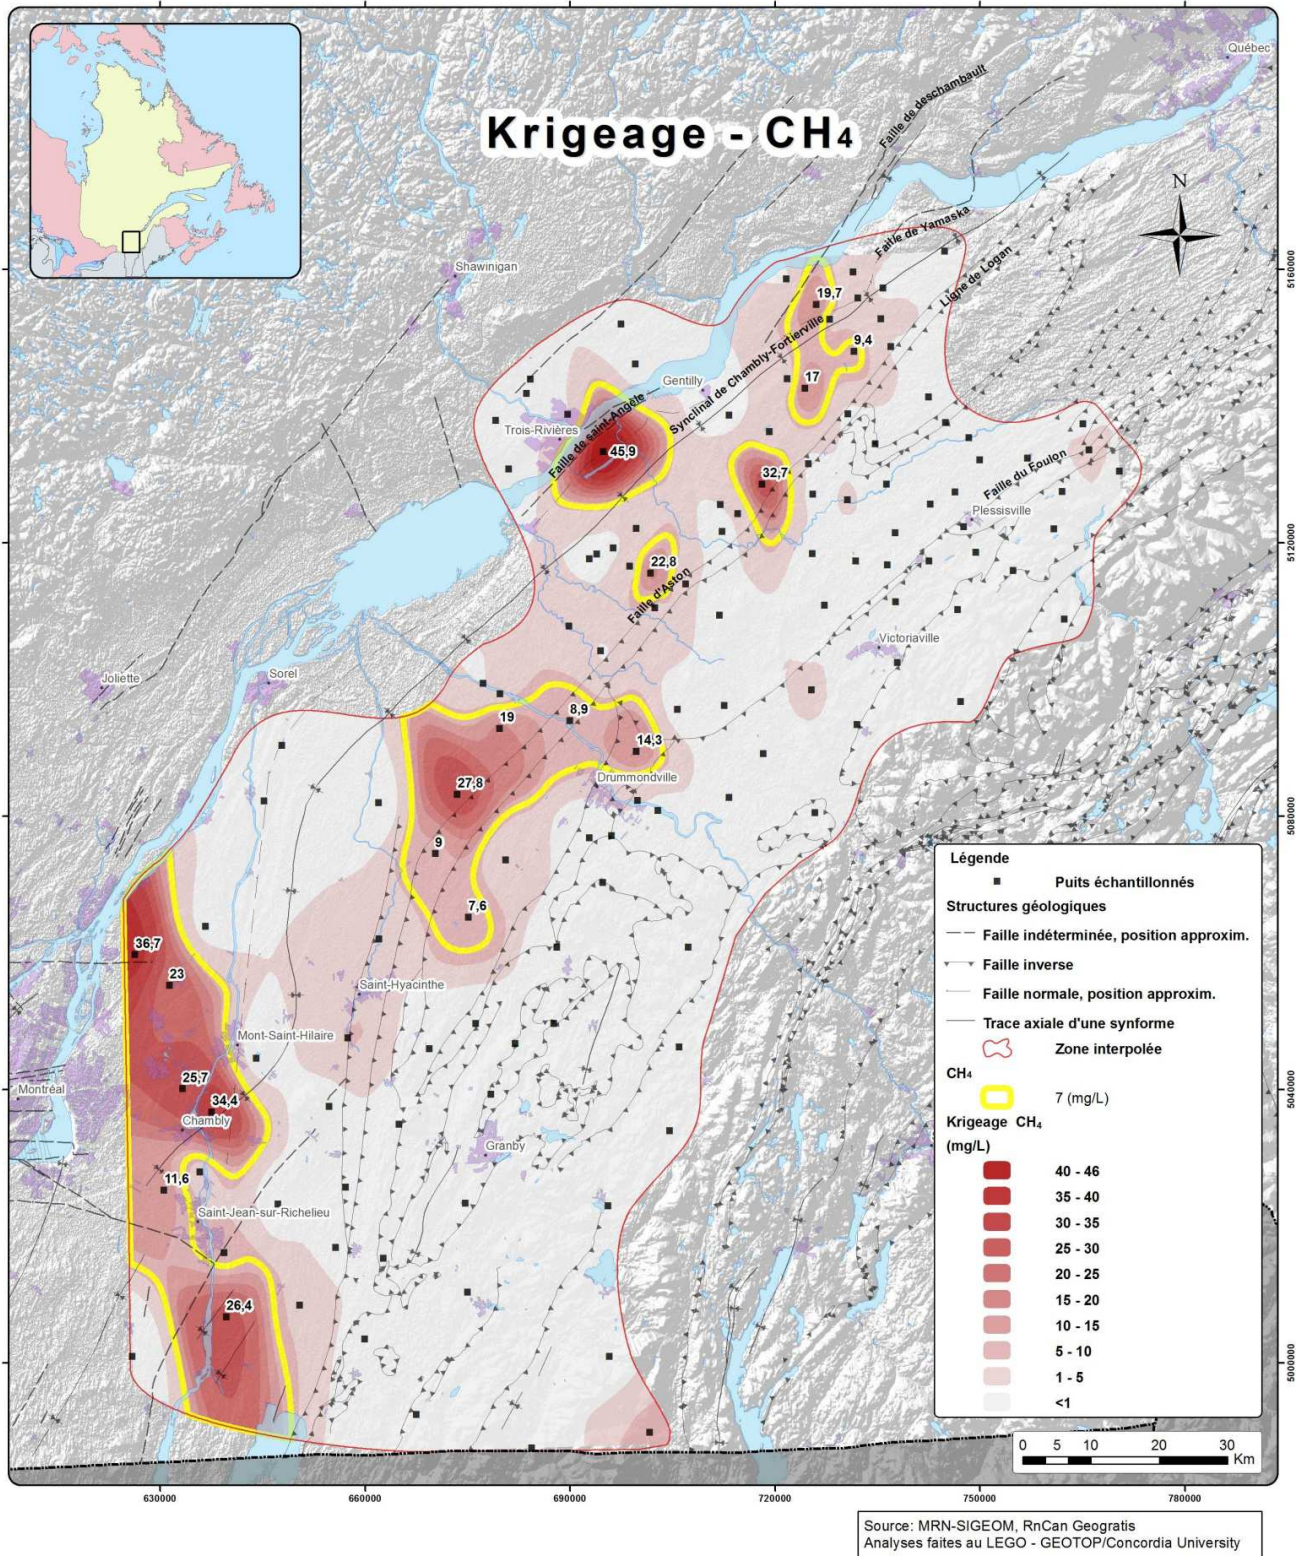 Québec
Krigeage - CH4
Faille de deschambault
N
Faille de Yamaska
Ligne de Logan
Shawinigan
5160000
19,7
9,4
17
Synclinal de Chambly-Fortierville
Gentilly
Faille de saint-Angèle
Trois-Rivières
45,9
32,7
Faille du Foulon
Plessisville
5120000
22,8
Faille d'Aston
Victoriaville
Joliette
Sorel
19
8,9
14,3
Drummondville
27,8
5080000
9
7,6
36,7
23
Saint-Hyacinthe
Mont-Saint-Hilaire
25,7
34,4
Montréal
Chambly
5040000
Granby
11,6
Saint-Jean-sur-Richelieu
26,4
5000000
Légende
Puits échantillonnés
Structures géologiques
Faille indéterminée, position approxim.
Faille inverse
Faille normale, position approxim.
Trace axiale d'une synforme
Zone interpolée
CH4
7 (mg/L)
Krigeage CH4
(mg/L)
40 - 46
35 - 40
30 - 35
25 - 30
20 - 25
15 - 20
10 - 15
5 - 10
1 - 5
<1
0 5 10 20 30
Km
630000 660000 690000 720000 750000 780000
Source: MRN-SIGEOM, RnCan Geogratis
Analyses faites au LEGO - GEOTOP/Concordia University